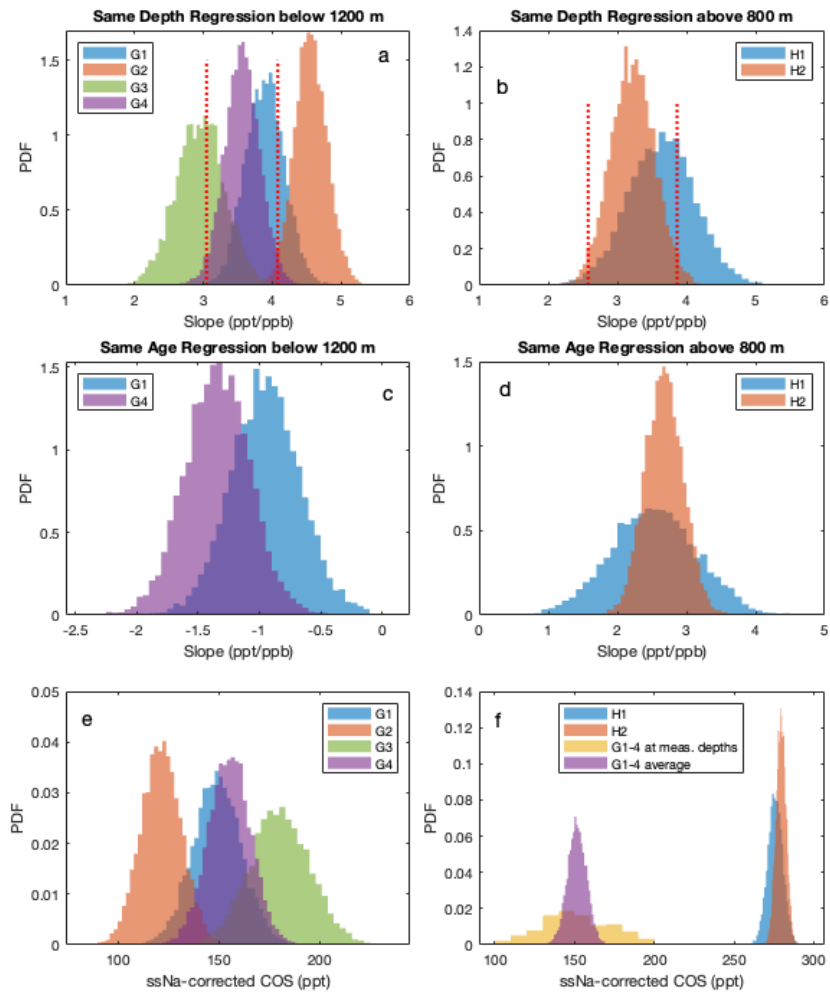 Same Depth Regression below 1200 m
a
G1
G2
G3
G4
PDF
1.5
1
0.5
0
1 2 3 4 5 6
Slope (ppt/ppb)
Same Depth Regression above 800 m
b
H1
H2
PDF
1.4
1.2
1
0.8
0.6
0.4
0.2
0
1 2 3 4 5 6
Slope (ppt/ppb)
Same Age Regression below 1200 m
c
G1
G4
PDF
1.5
1
0.5
0
-2.5 -2 -1.5 -1 -0.5 0
Slope (ppt/ppb)
Same Age Regression above 800 m
d
H1
H2
PDF
1.5
1
0.5
0
0 1 2 3 4 5
Slope (ppt/ppb)
e
G1
G2
G3
G4
PDF
0.05
0.04
0.03
0.02
0.01
0
100 150 200
ssNa-corrected COS (ppt)
f
H1
H2
G1-4 at meas. depths
G1-4 average
PDF
0.14
0.12
0.1
0.08
0.06
0.04
0.02
0
100 150 200 250 300
ssNa-corrected COS (ppt)